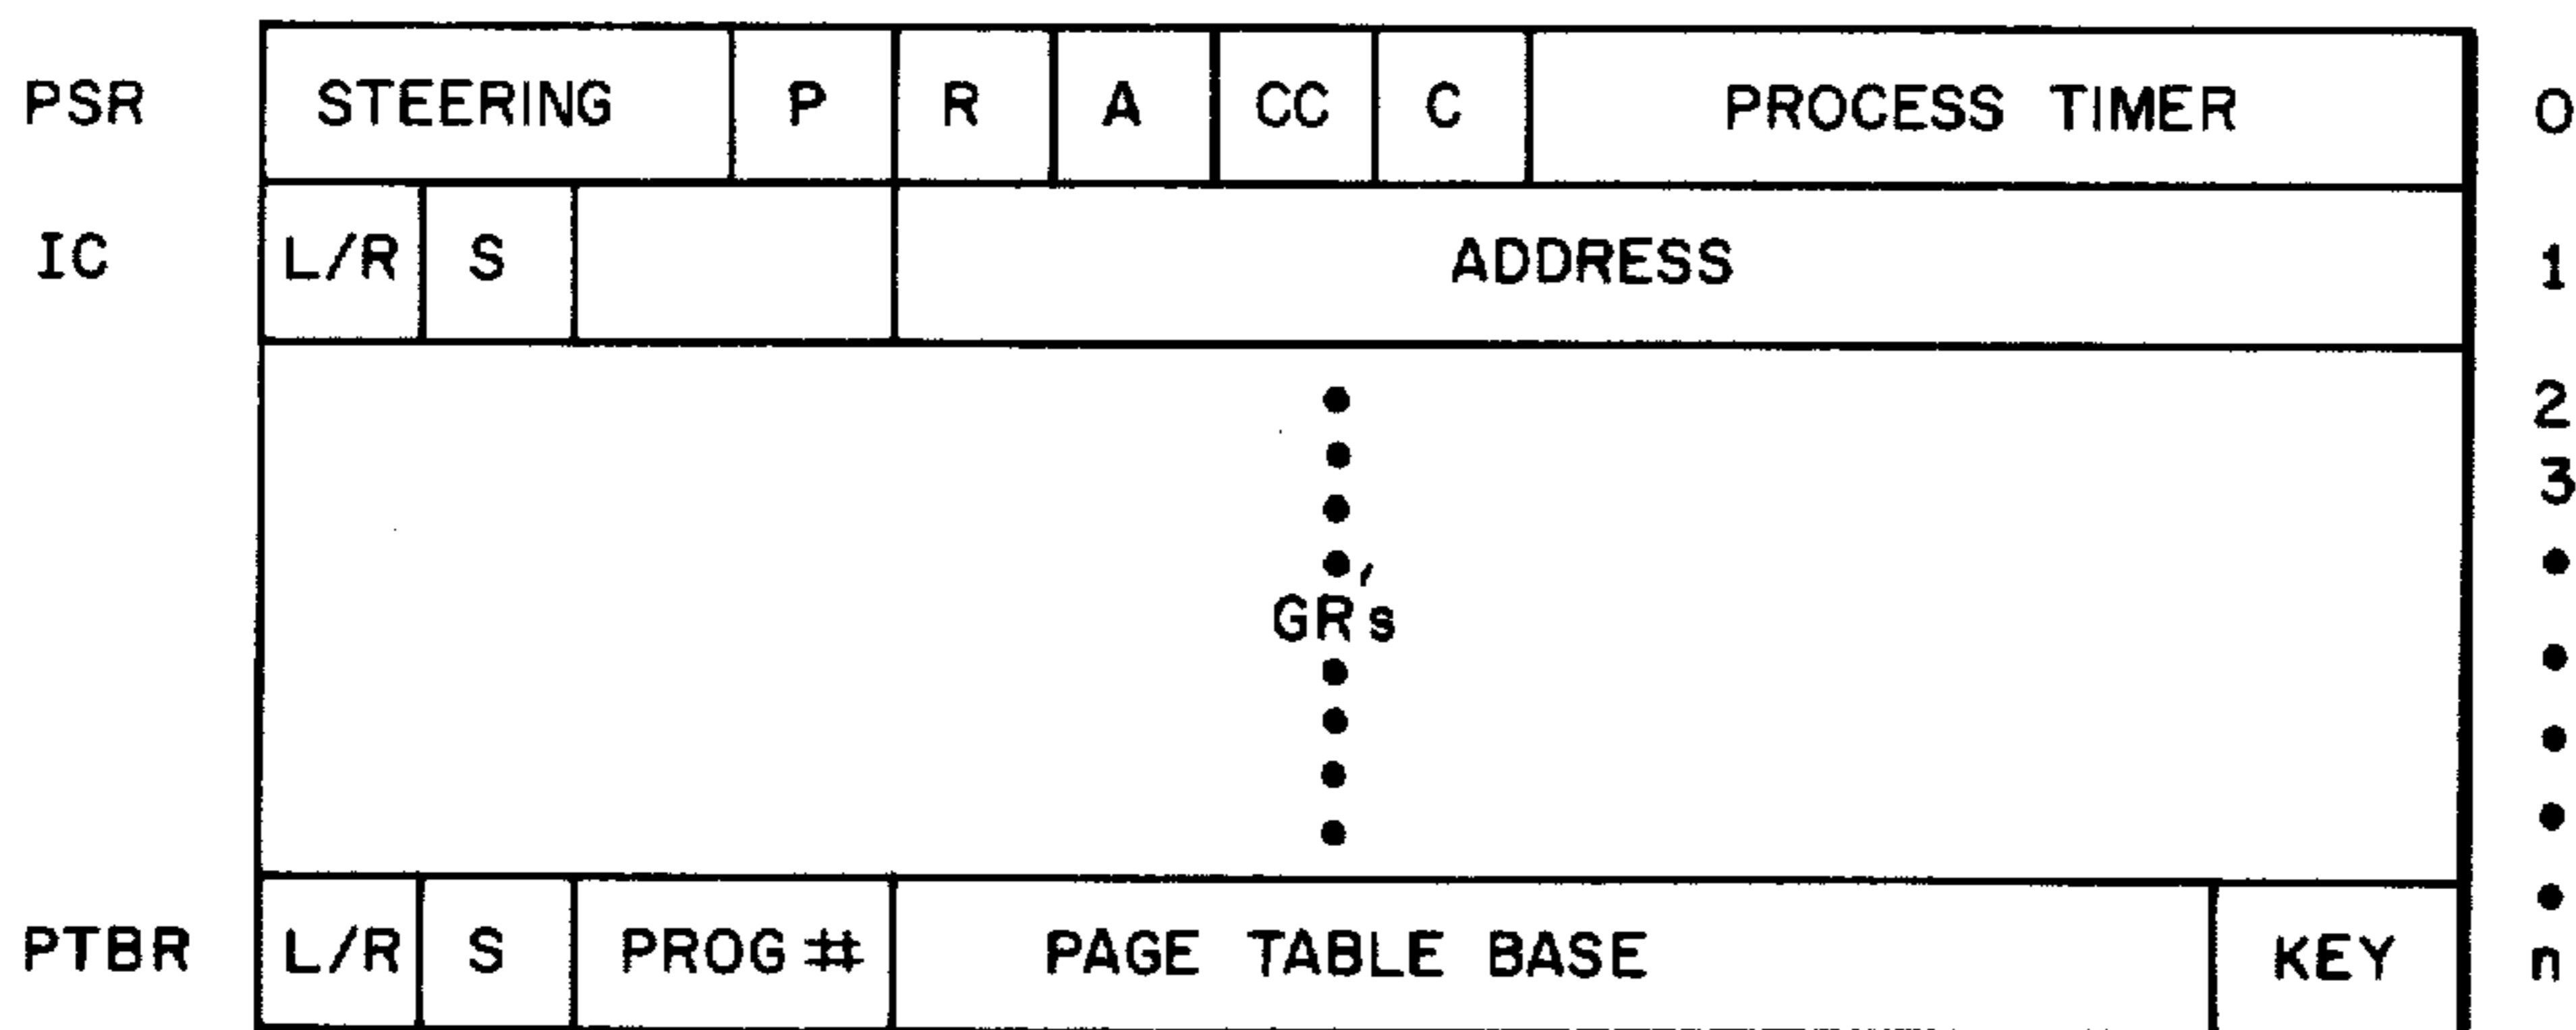 PSR STEERING P R A CC C PROCESS TIMER 0
IC L/R S ADDRESS 1
2
3
GR's
PTBR L/R S PROG # PAGE TABLE BASE KEY n